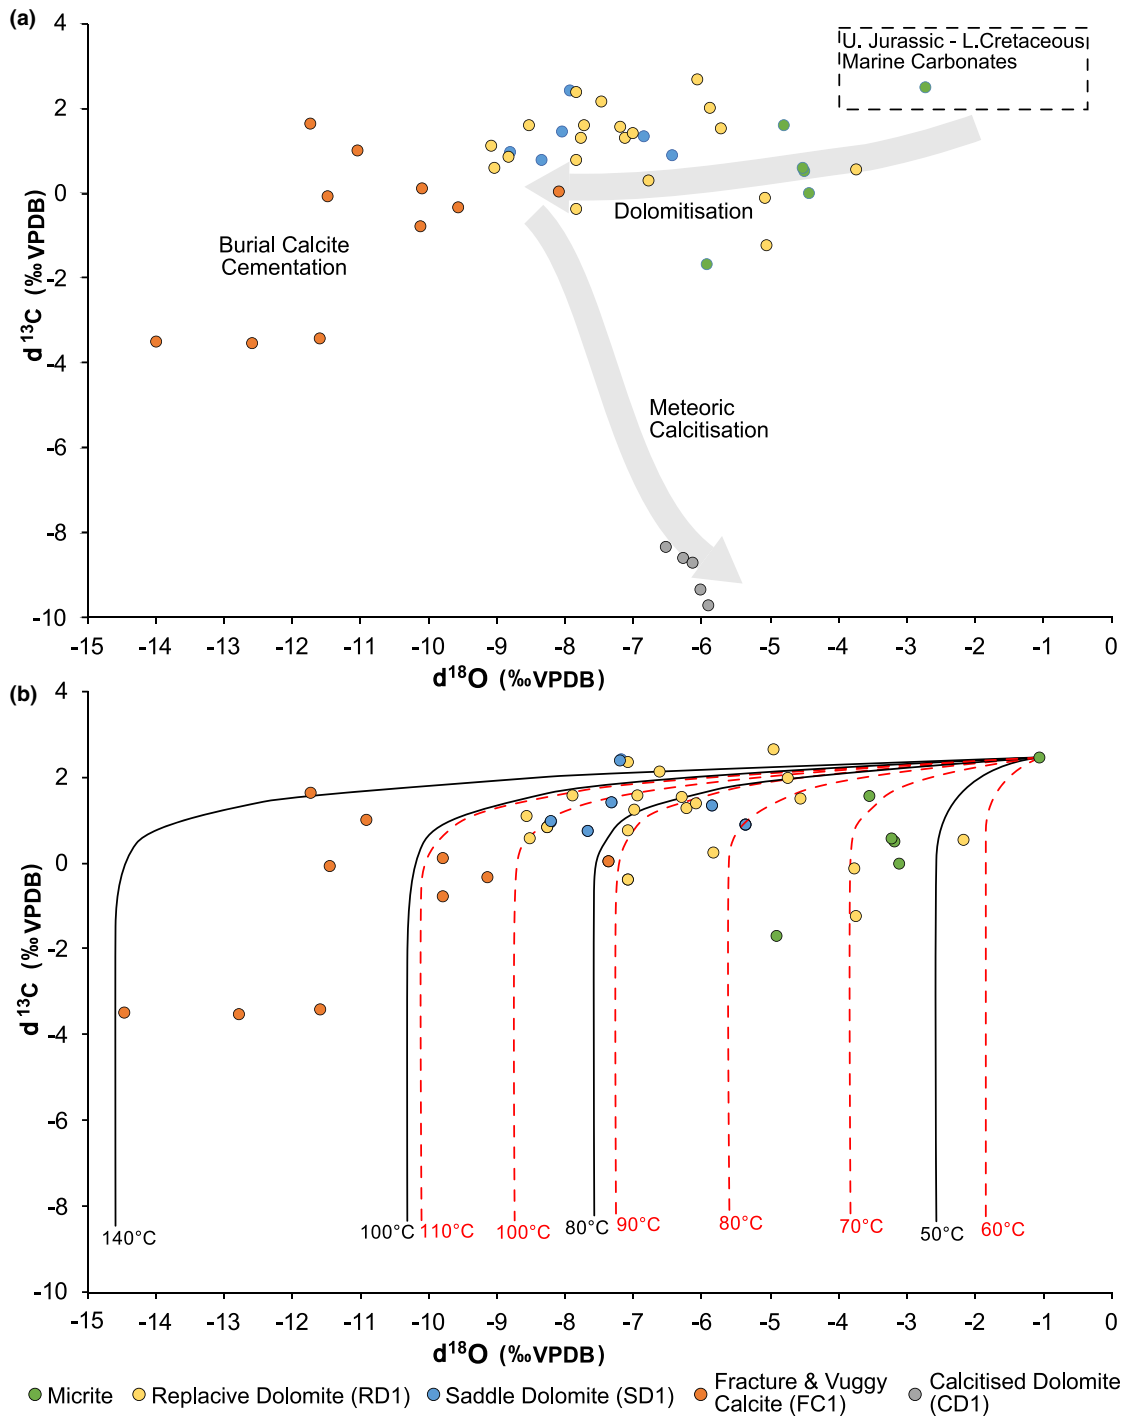 (a)
4
2
0
-2
-4
-6
-8
-10
d ¹³C (‰ VPDB)
U. Jurassic - L.Cretaceous
Marine Carbonates
Dolomitisation
Burial Calcite
Cementation
Meteoric
Calcitisation
-15 -14 -13 -12 -11 -10 -9 -8 -7 -6 -5 -4 -3 -2 -1 0
d¹⁸O (‰VPDB)
(b)
4
2
0
-2
-4
-6
-8
-10
d ¹³C (‰ VPDB)
140°C 100°C 110°C 100°C 80°C 90°C 80°C 70°C 50°C 60°C
-15 -14 -13 -12 -11 -10 -9 -8 -7 -6 -5 -4 -3 -2 -1 0
d¹⁸O (‰VPDB)
Micrite
Replacive Dolomite (RD1)
Saddle Dolomite (SD1)
Fracture & Vuggy
Calcite (FC1)
Calcitised Dolomite
(CD1)